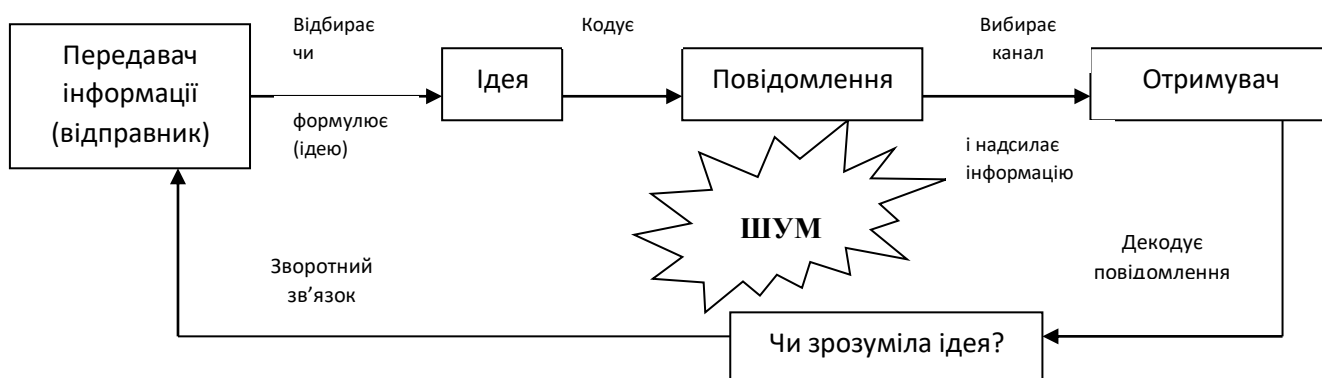 Передавач
інформації
(відправник)
Відбирає
чи
формулює
(ідею)
Ідея
Кодує
Повідомлення
Вибирає
канал
і надсилає
інформацію
Отримувач
ШУМ
Декодує
повідомлення
Чи зрозуміла ідея?
Зворотний
зв’язок